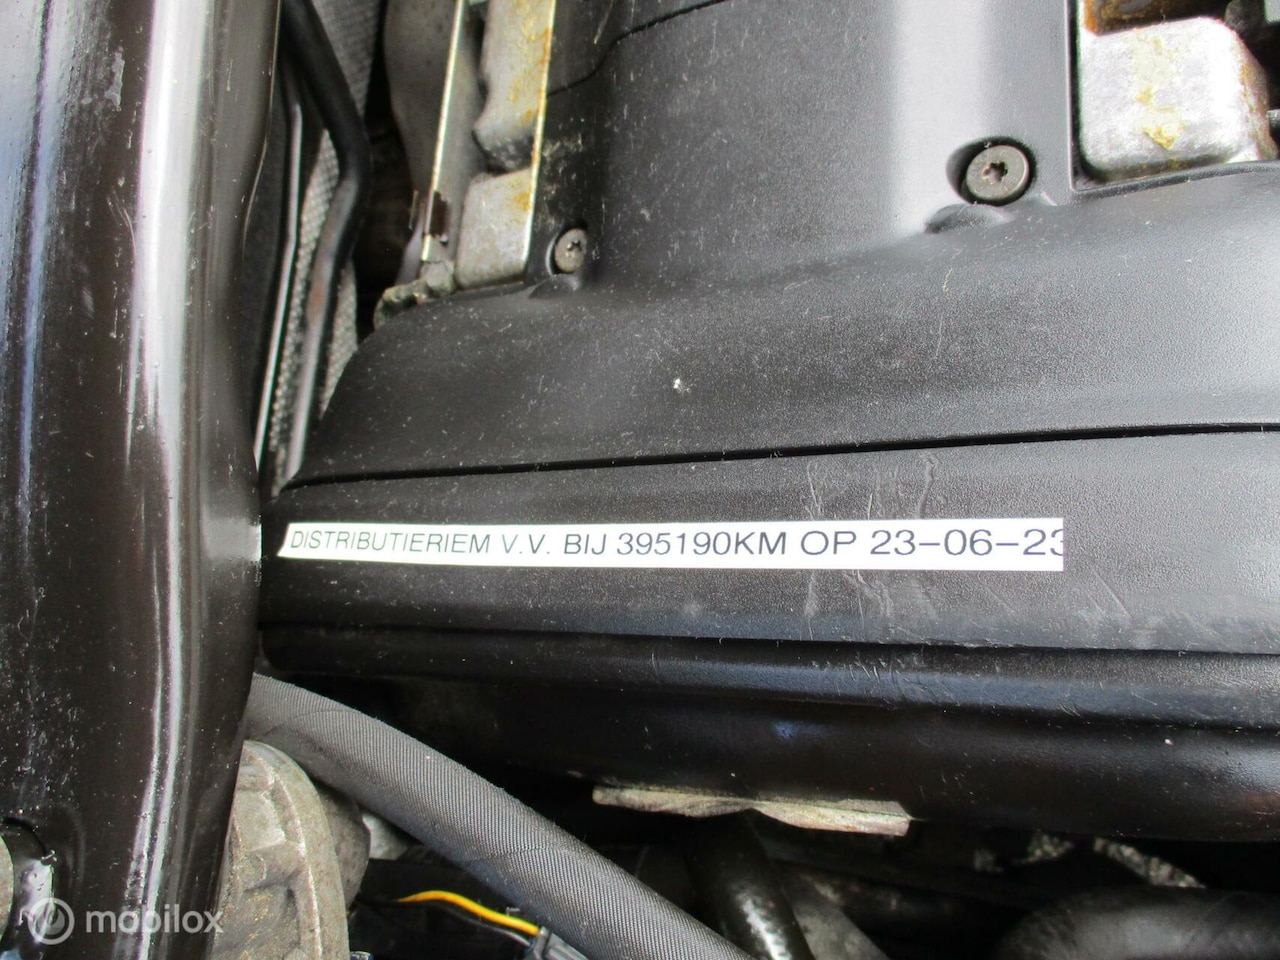 DISTRIBUTIERIEM V.V. BIJ 395190KM OP 23-06-23
mobilox